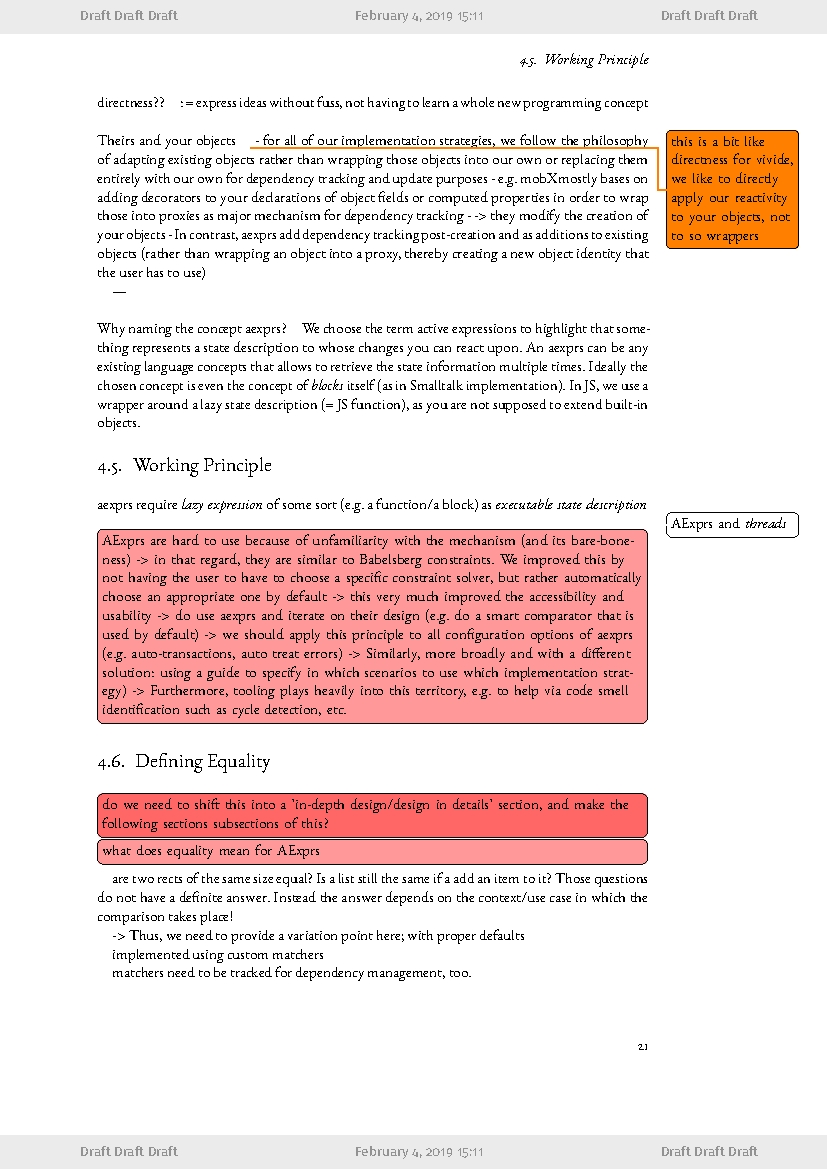 Draft Draft Draft February 4, 2019 15:11 Draft Draft Draft
4.5. Working Principle
directness?? := express ideas without fuss, not having to learn a whole new programming concept
Theirs and your objects - for all of our implementation strategies, we follow the philosophy
of adapting existing objects rather than wrapping those objects into our own or replacing them
entirely with our own for dependency tracking and update purposes - e.g. mobX mostly bases on
adding decorators to your declarations of object fields or computed properties in order to wrap
those into proxies as major mechanism for dependency tracking - -> they modify the creation of
your objects - In contrast, aexprs add dependency tracking post-creation and as additions to existing
objects (rather than wrapping an object into a proxy, thereby creating a new object identity that
the user has to use)
—
this is a bit like
directness for vivide,
we like to directly
apply our reactivity
to your objects, not
to so wrappers
Why naming the concept aexprs? We choose the term active expressions to highlight that some-
thing represents a state description to whose changes you can react upon. An aexprs can be any
existing language concepts that allows to retrieve the state information multiple times. Ideally the
chosen concept is even the concept of blocks itself (as in Smalltalk implementation). In JS, we use a
wrapper around a lazy state description (= JS function), as you are not supposed to extend built-in
objects.
4.5. Working Principle
aexprs require lazy expression of some sort (e.g. a function/a block) as executable state description
AExprs and threads
AExprs are hard to use because of unfamiliarity with the mechanism (and its bare-bone-
ness) -> in that regard, they are similar to Babelsberg constraints. We improved this by
not having the user to have to choose a specific constraint solver, but rather automatically
choose an appropriate one by default -> this very much improved the accessibility and
usability -> do use aexprs and iterate on their design (e.g. do a smart comparator that is
used by default) -> we should apply this principle to all configuration options of aexprs
(e.g. auto-transactions, auto treat errors) -> Similarly, more broadly and with a different
solution: using a guide to specify in which scenarios to use which implementation strat-
egy) -> Furthermore, tooling plays heavily into this territory, e.g. to help via code smell
identification such as cycle detection, etc.
4.6. Defining Equality
do we need to shift this into a 'in-depth design/design in details' section, and make the
following sections subsections of this?
what does equality mean for AExprs
are two rects of the same size equal? Is a list still the same if a add an item to it? Those questions
do not have a definite answer. Instead the answer depends on the context/use case in which the
comparison takes place!
-> Thus, we need to provide a variation point here; with proper defaults
implemented using custom matchers
matchers need to be tracked for dependency management, too.
21
Draft Draft Draft February 4, 2019 15:11 Draft Draft Draft